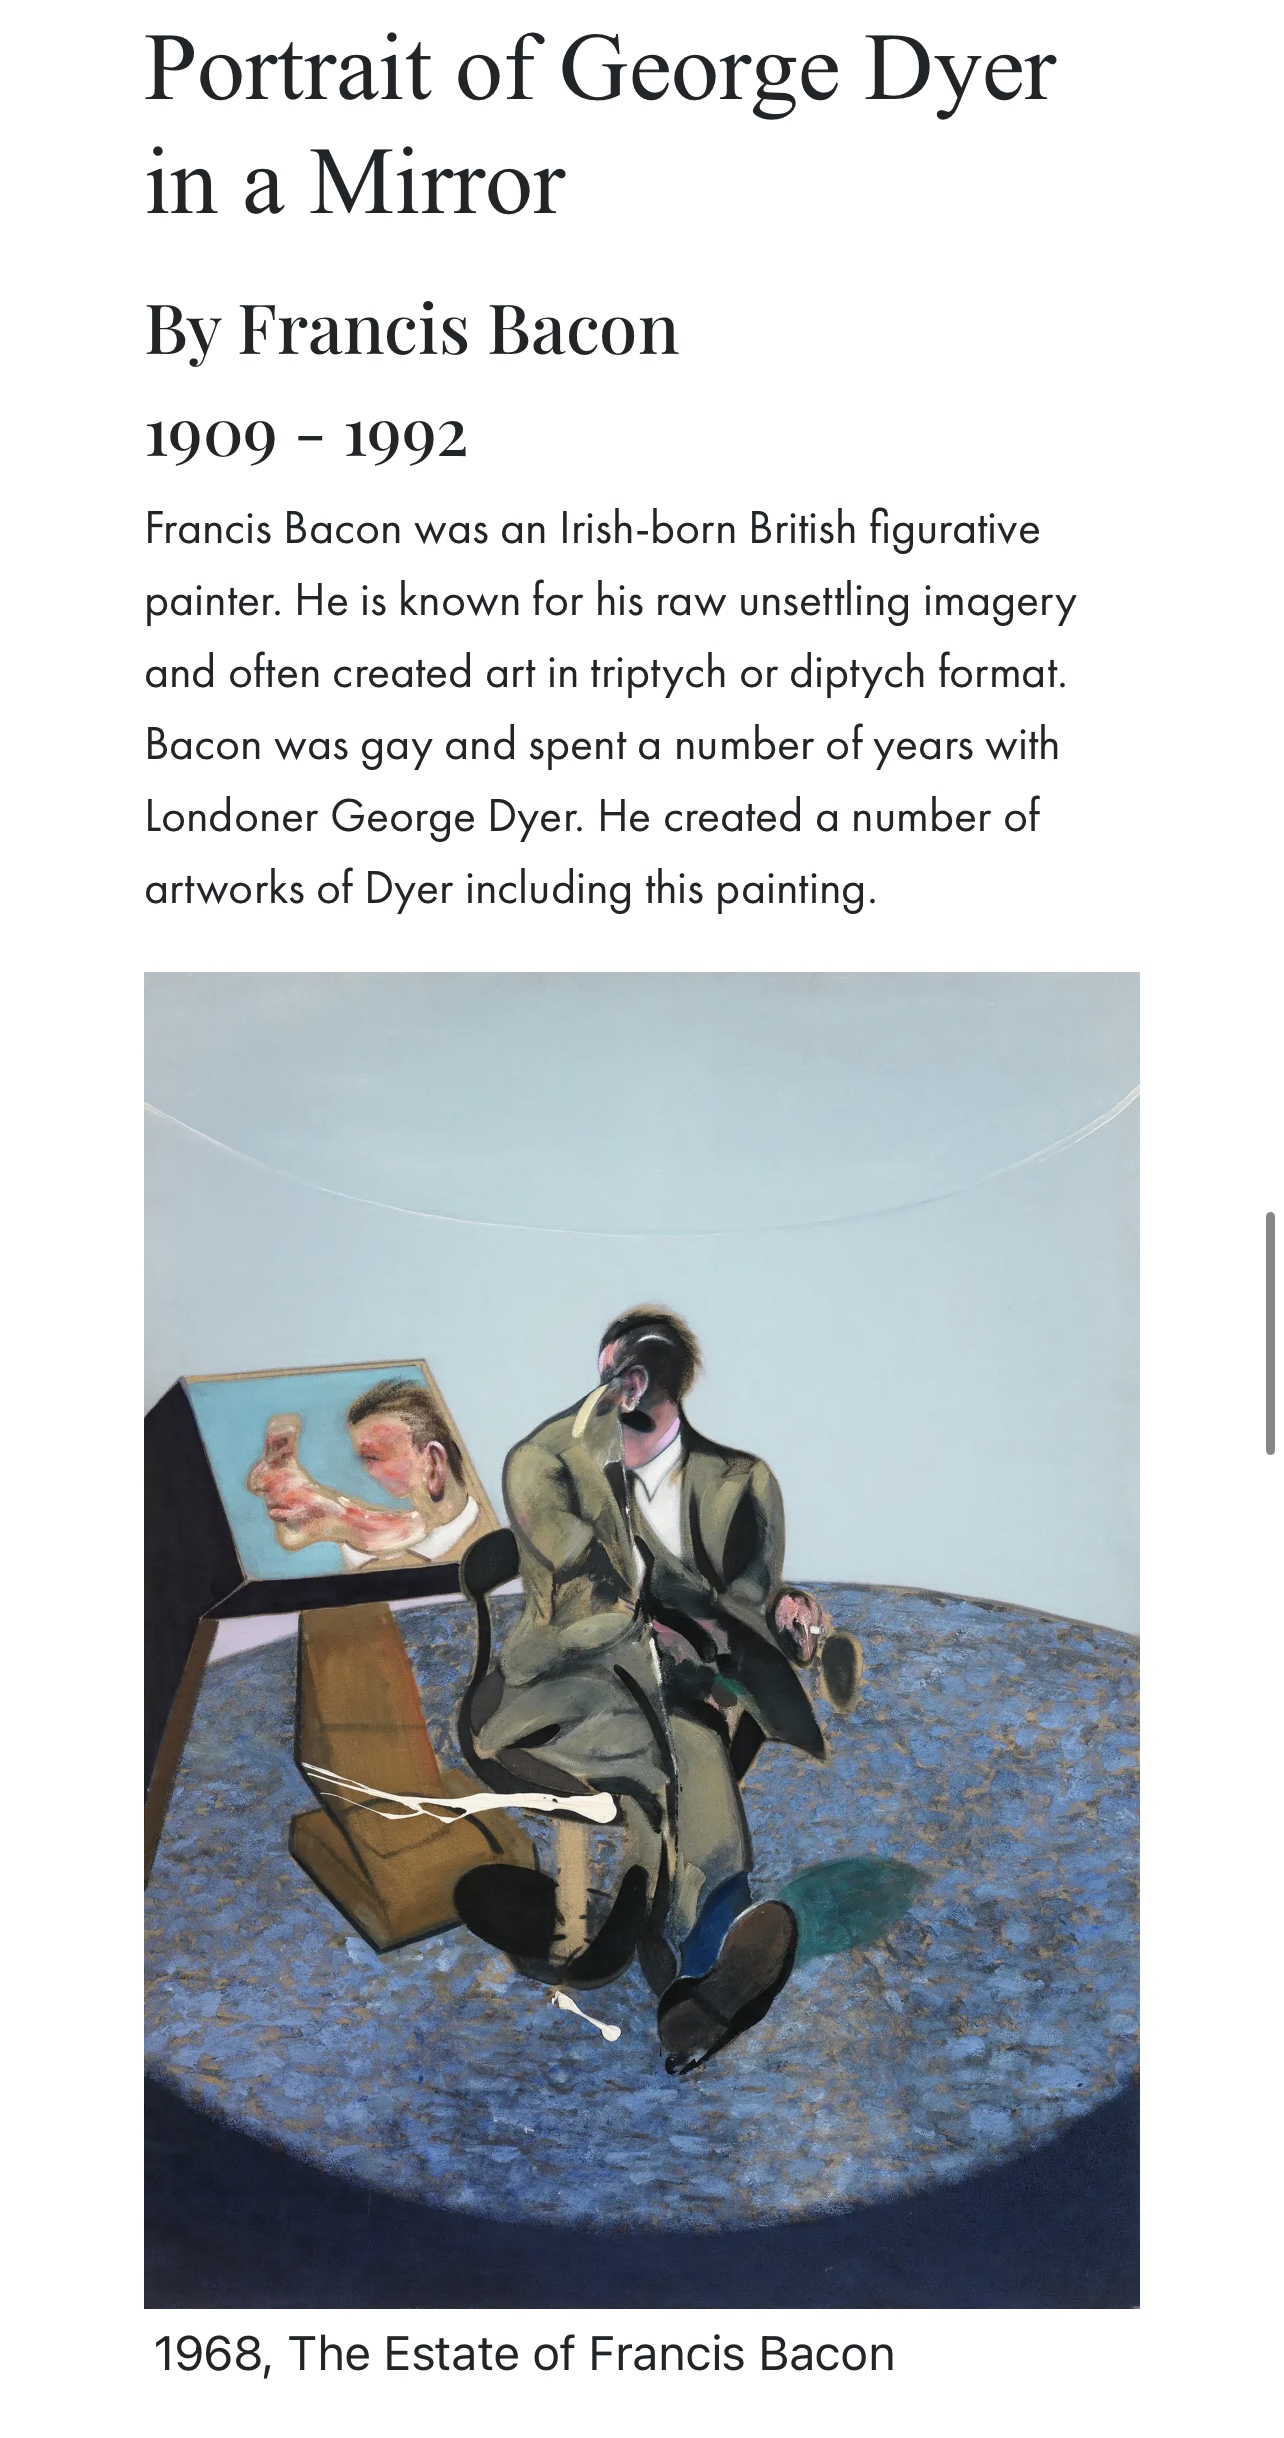 Portrait of George Dyer
in a Mirror
By Francis Bacon
1909 - 1992
Francis Bacon was an Irish-born British figurative
painter. He is known for his raw unsettling imagery
and often created art in triptych or diptych format.
Bacon was gay and spent a number of years with
Londoner George Dyer. He created a number of
artworks of Dyer including this painting.
1968, The Estate of Francis Bacon